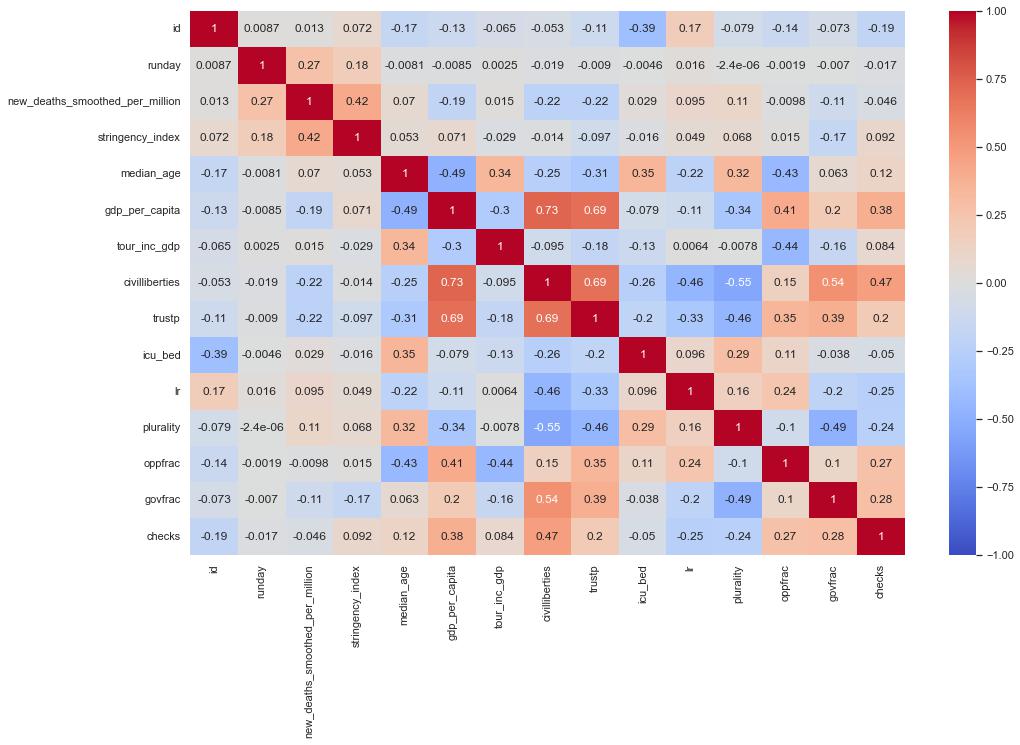 id 1 0.0087 0.013 0.072 -0.17 -0.13 -0.065 -0.053 -0.11 -0.39 0.17 -0.079 -0.14 -0.073 -0.19
runday 0.0087 1 0.27 0.18 -0.0081 -0.0085 0.0025 -0.019 -0.009 -0.0046 0.016 -2.4e-06 -0.0019 -0.007 -0.017
new_deaths_smoothed_per_million 0.013 0.27 1 0.42 0.07 -0.19 0.015 -0.22 -0.22 0.029 0.095 0.11 -0.0098 -0.11 -0.046
stringency_index 0.072 0.18 0.42 1 0.053 0.071 -0.029 -0.014 -0.097 -0.016 0.049 0.068 0.015 -0.17 0.092
median_age -0.17 -0.0081 0.07 0.053 1 -0.49 0.34 -0.25 -0.31 0.35 -0.22 0.32 -0.43 0.063 0.12
gdp_per_capita -0.13 -0.0085 -0.19 0.071 -0.49 1 -0.3 0.73 0.69 -0.079 -0.11 -0.34 0.41 0.2 0.38
tour_inc_gdp -0.065 0.0025 0.015 -0.029 0.34 -0.3 1 -0.095 -0.18 -0.13 0.0064 -0.0078 -0.44 -0.16 0.084
civilliberties -0.053 -0.019 -0.22 -0.014 -0.25 0.73 -0.095 1 0.69 -0.26 -0.46 -0.55 0.15 0.54 0.47
trustp -0.11 -0.009 -0.22 -0.097 -0.31 0.69 -0.18 0.69 1 -0.2 -0.33 -0.46 0.35 0.39 0.2
icu_bed -0.39 -0.0046 0.029 -0.016 0.35 -0.079 -0.13 -0.26 -0.2 1 0.096 0.29 0.11 -0.038 -0.05
lr 0.17 0.016 0.095 0.049 -0.22 -0.11 0.0064 -0.46 -0.33 0.096 1 0.16 0.24 -0.2 -0.25
plurality -0.079 -2.4e-06 0.11 0.068 0.32 -0.34 -0.0078 -0.55 -0.46 0.29 0.16 1 -0.1 -0.49 -0.24
oppfrac -0.14 -0.0019 -0.0098 0.015 -0.43 0.41 -0.44 0.15 0.35 0.11 0.24 -0.1 1 0.1 0.27
govfrac -0.073 -0.007 -0.11 -0.17 0.063 0.2 -0.16 0.54 0.39 -0.038 -0.2 -0.49 0.1 1 0.28
checks -0.19 -0.017 -0.046 0.092 0.12 0.38 0.084 0.47 0.2 -0.05 -0.25 -0.24 0.27 0.28 1
id
runday
new_deaths_smoothed_per_million
stringency_index
median_age
gdp_per_capita
tour_inc_gdp
civilliberties
trustp
icu_bed
lr
plurality
oppfrac
govfrac
checks
1.00
0.75
0.50
0.25
0.00
−0.25
−0.50
−0.75
−1.00